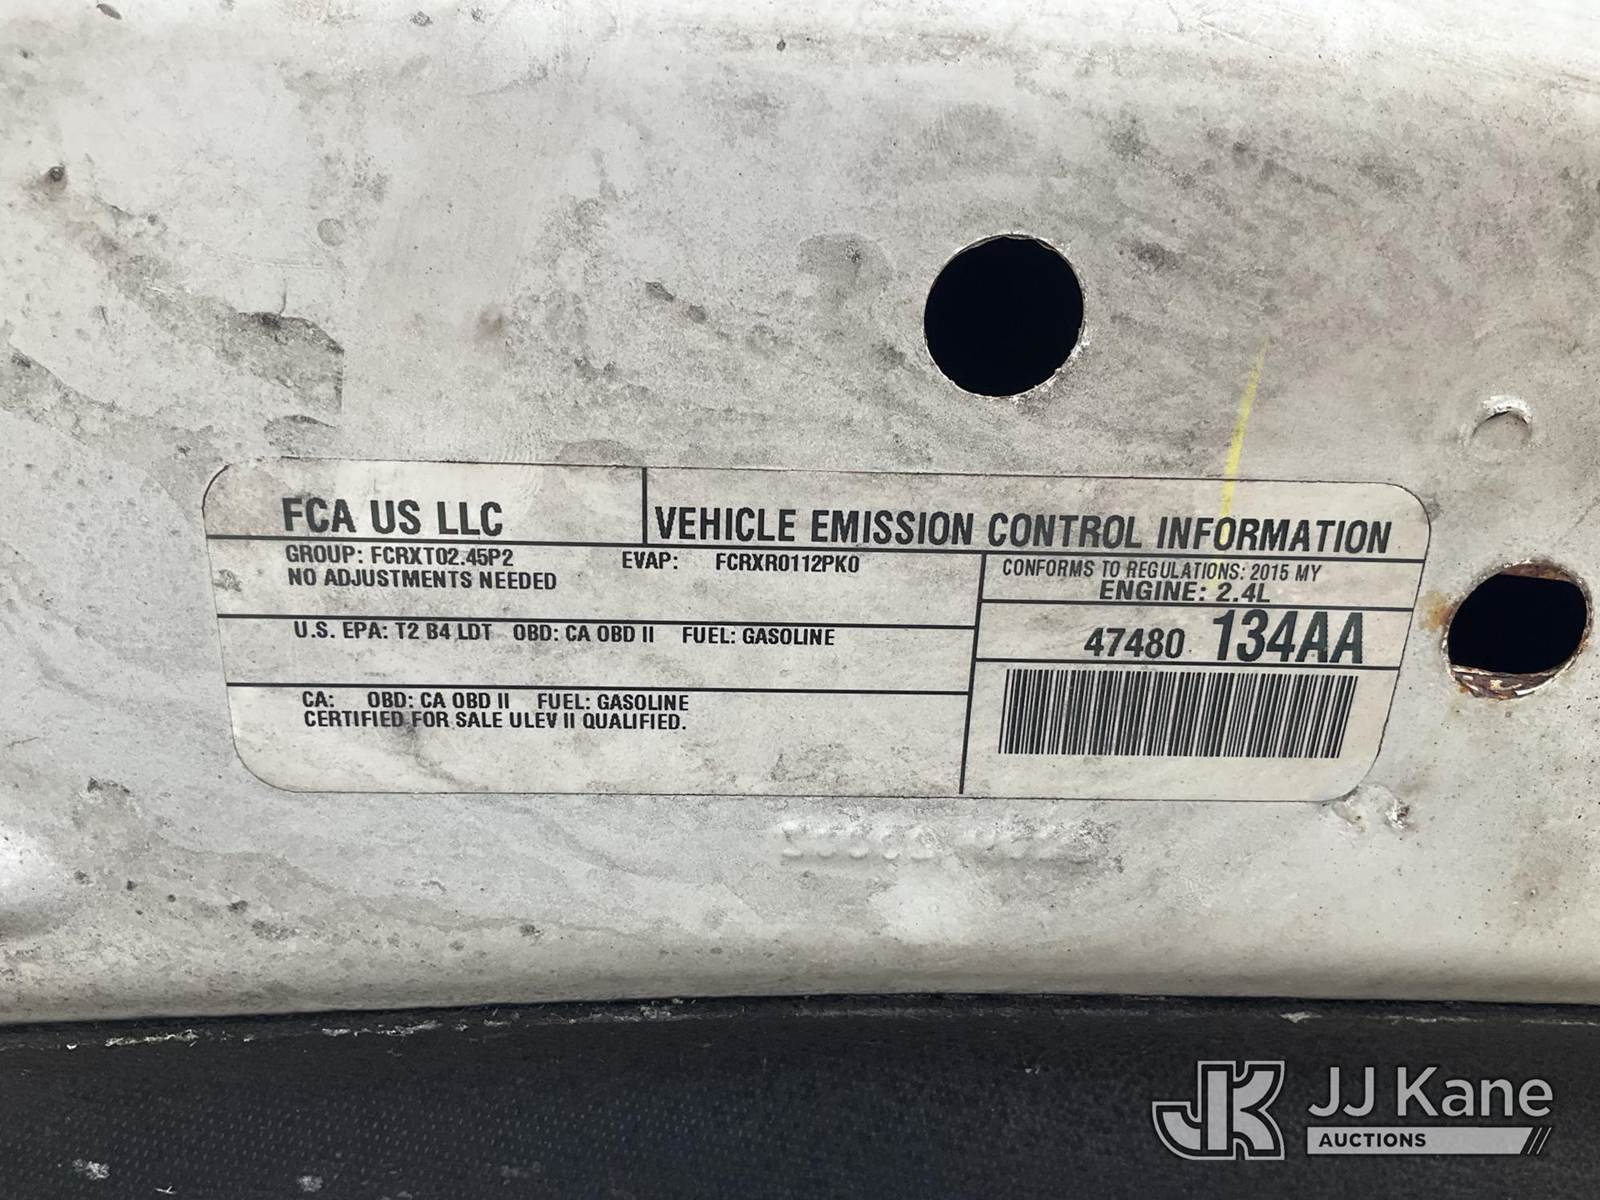 FCA US LLC
VEHICLE EMISSION CONTROL INFORMATION
GROUP: FCRXT02.45P2 EVAP: FCRXR0112PK0
NO ADJUSTMENTS NEEDED
CONFORMS TO REGULATIONS: 2015 MY
ENGINE: 2.4L
U.S. EPA: T2 B4 LDT OBD: CA OBD II FUEL: GASOLINE
47480 134AA
CA: OBD: CA OBD II FUEL: GASOLINE
CERTIFIED FOR SALE ULEV II QUALIFIED.
JK JJ Kane
AUCTIONS